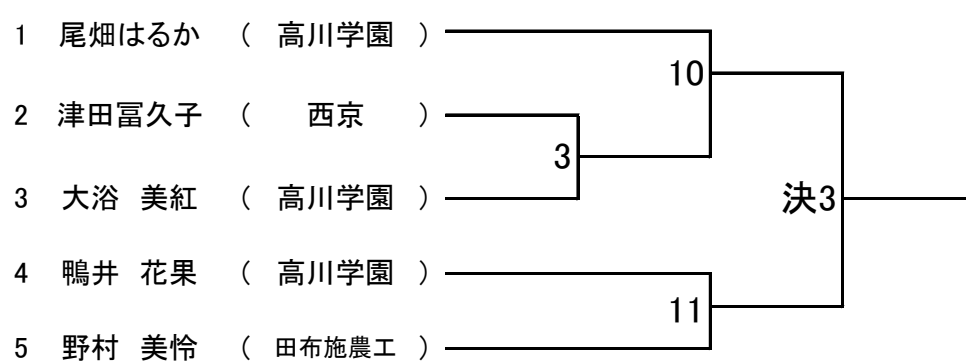 1 尾畑はるか （ 高川学園 ）
10
2 津田冨久子 （ 西京 ）
3
3 大浴 美紅 （ 高川学園 ）
決3
4 鴨井 花果 （ 高川学園 ）
11
5 野村 美怜 （ 田布施農工 ）